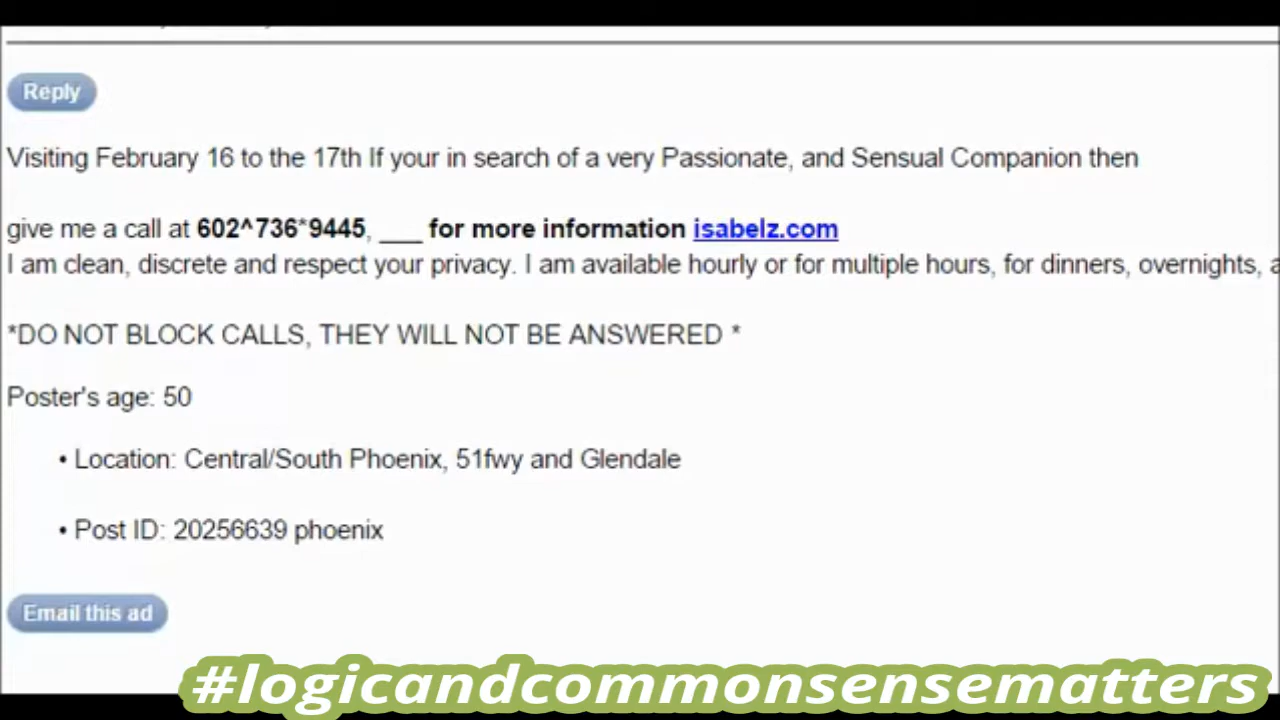 Reply
Visiting February 16 to the 17th If your in search of a very Passionate, and Sensual Companion then
give me a call at 602^736*9445, ___ for more information isabelz.com
I am clean, discrete and respect your privacy. I am available hourly or for multiple hours, for dinners, overnights,
*DO NOT BLOCK CALLS, THEY WILL NOT BE ANSWERED *
Poster's age: 50
• Location: Central/South Phoenix, 51fwy and Glendale
• Post ID: 20256639 phoenix
Email this ad
#logicandcommonsensematters